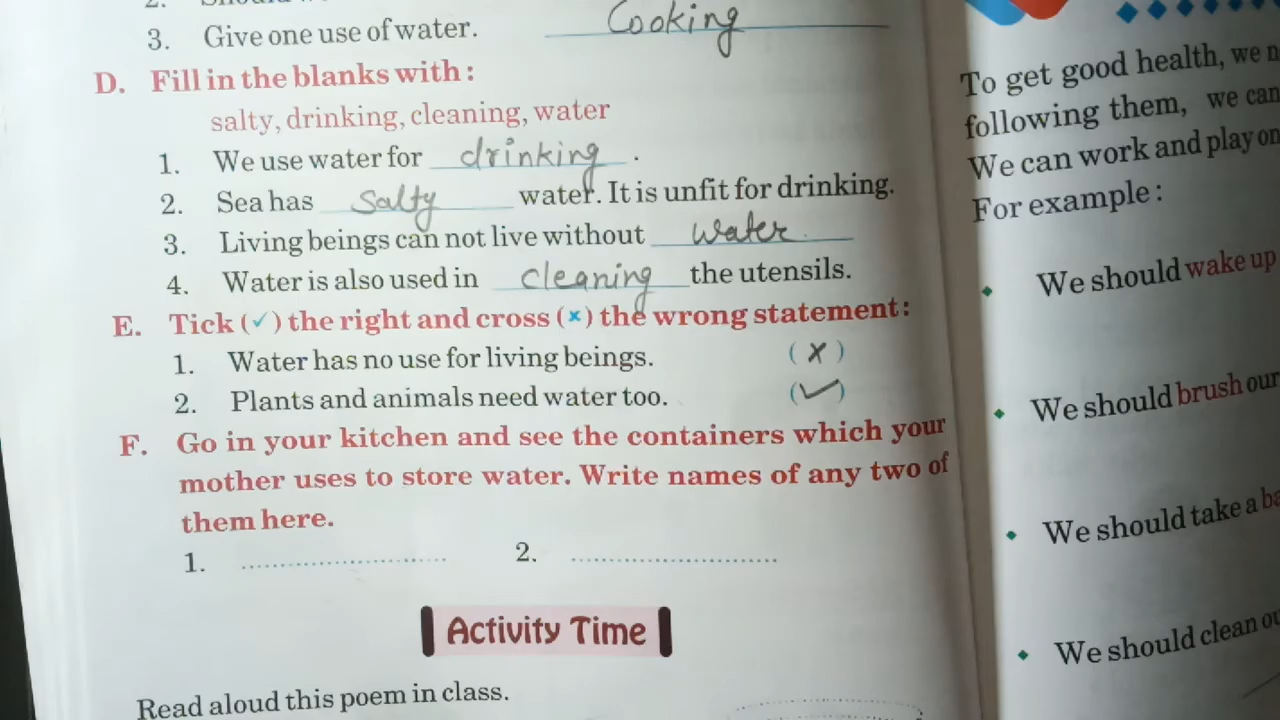 2.
3. Give one use of water. Cooking
D. Fill in the blanks with :
salty, drinking, cleaning, water
1. We use water for drinking .
2. Sea has salty water. It is unfit for drinking.
3. Living beings can not live without water.
4. Water is also used in cleaning the utensils.
E. Tick (✓) the right and cross (×) the wrong statement :
1. Water has no use for living beings. (×)
2. Plants and animals need water too. (✓)
F. Go in your kitchen and see the containers which your
mother uses to store water. Write names of any two of
them here.
1. .............................. 2. ..............................
Activity Time
Read aloud this poem in class.
To get good health, we
following them, we can
We can work and play on
For example :
We should wake up
We should brush our
We should take a
We should clean